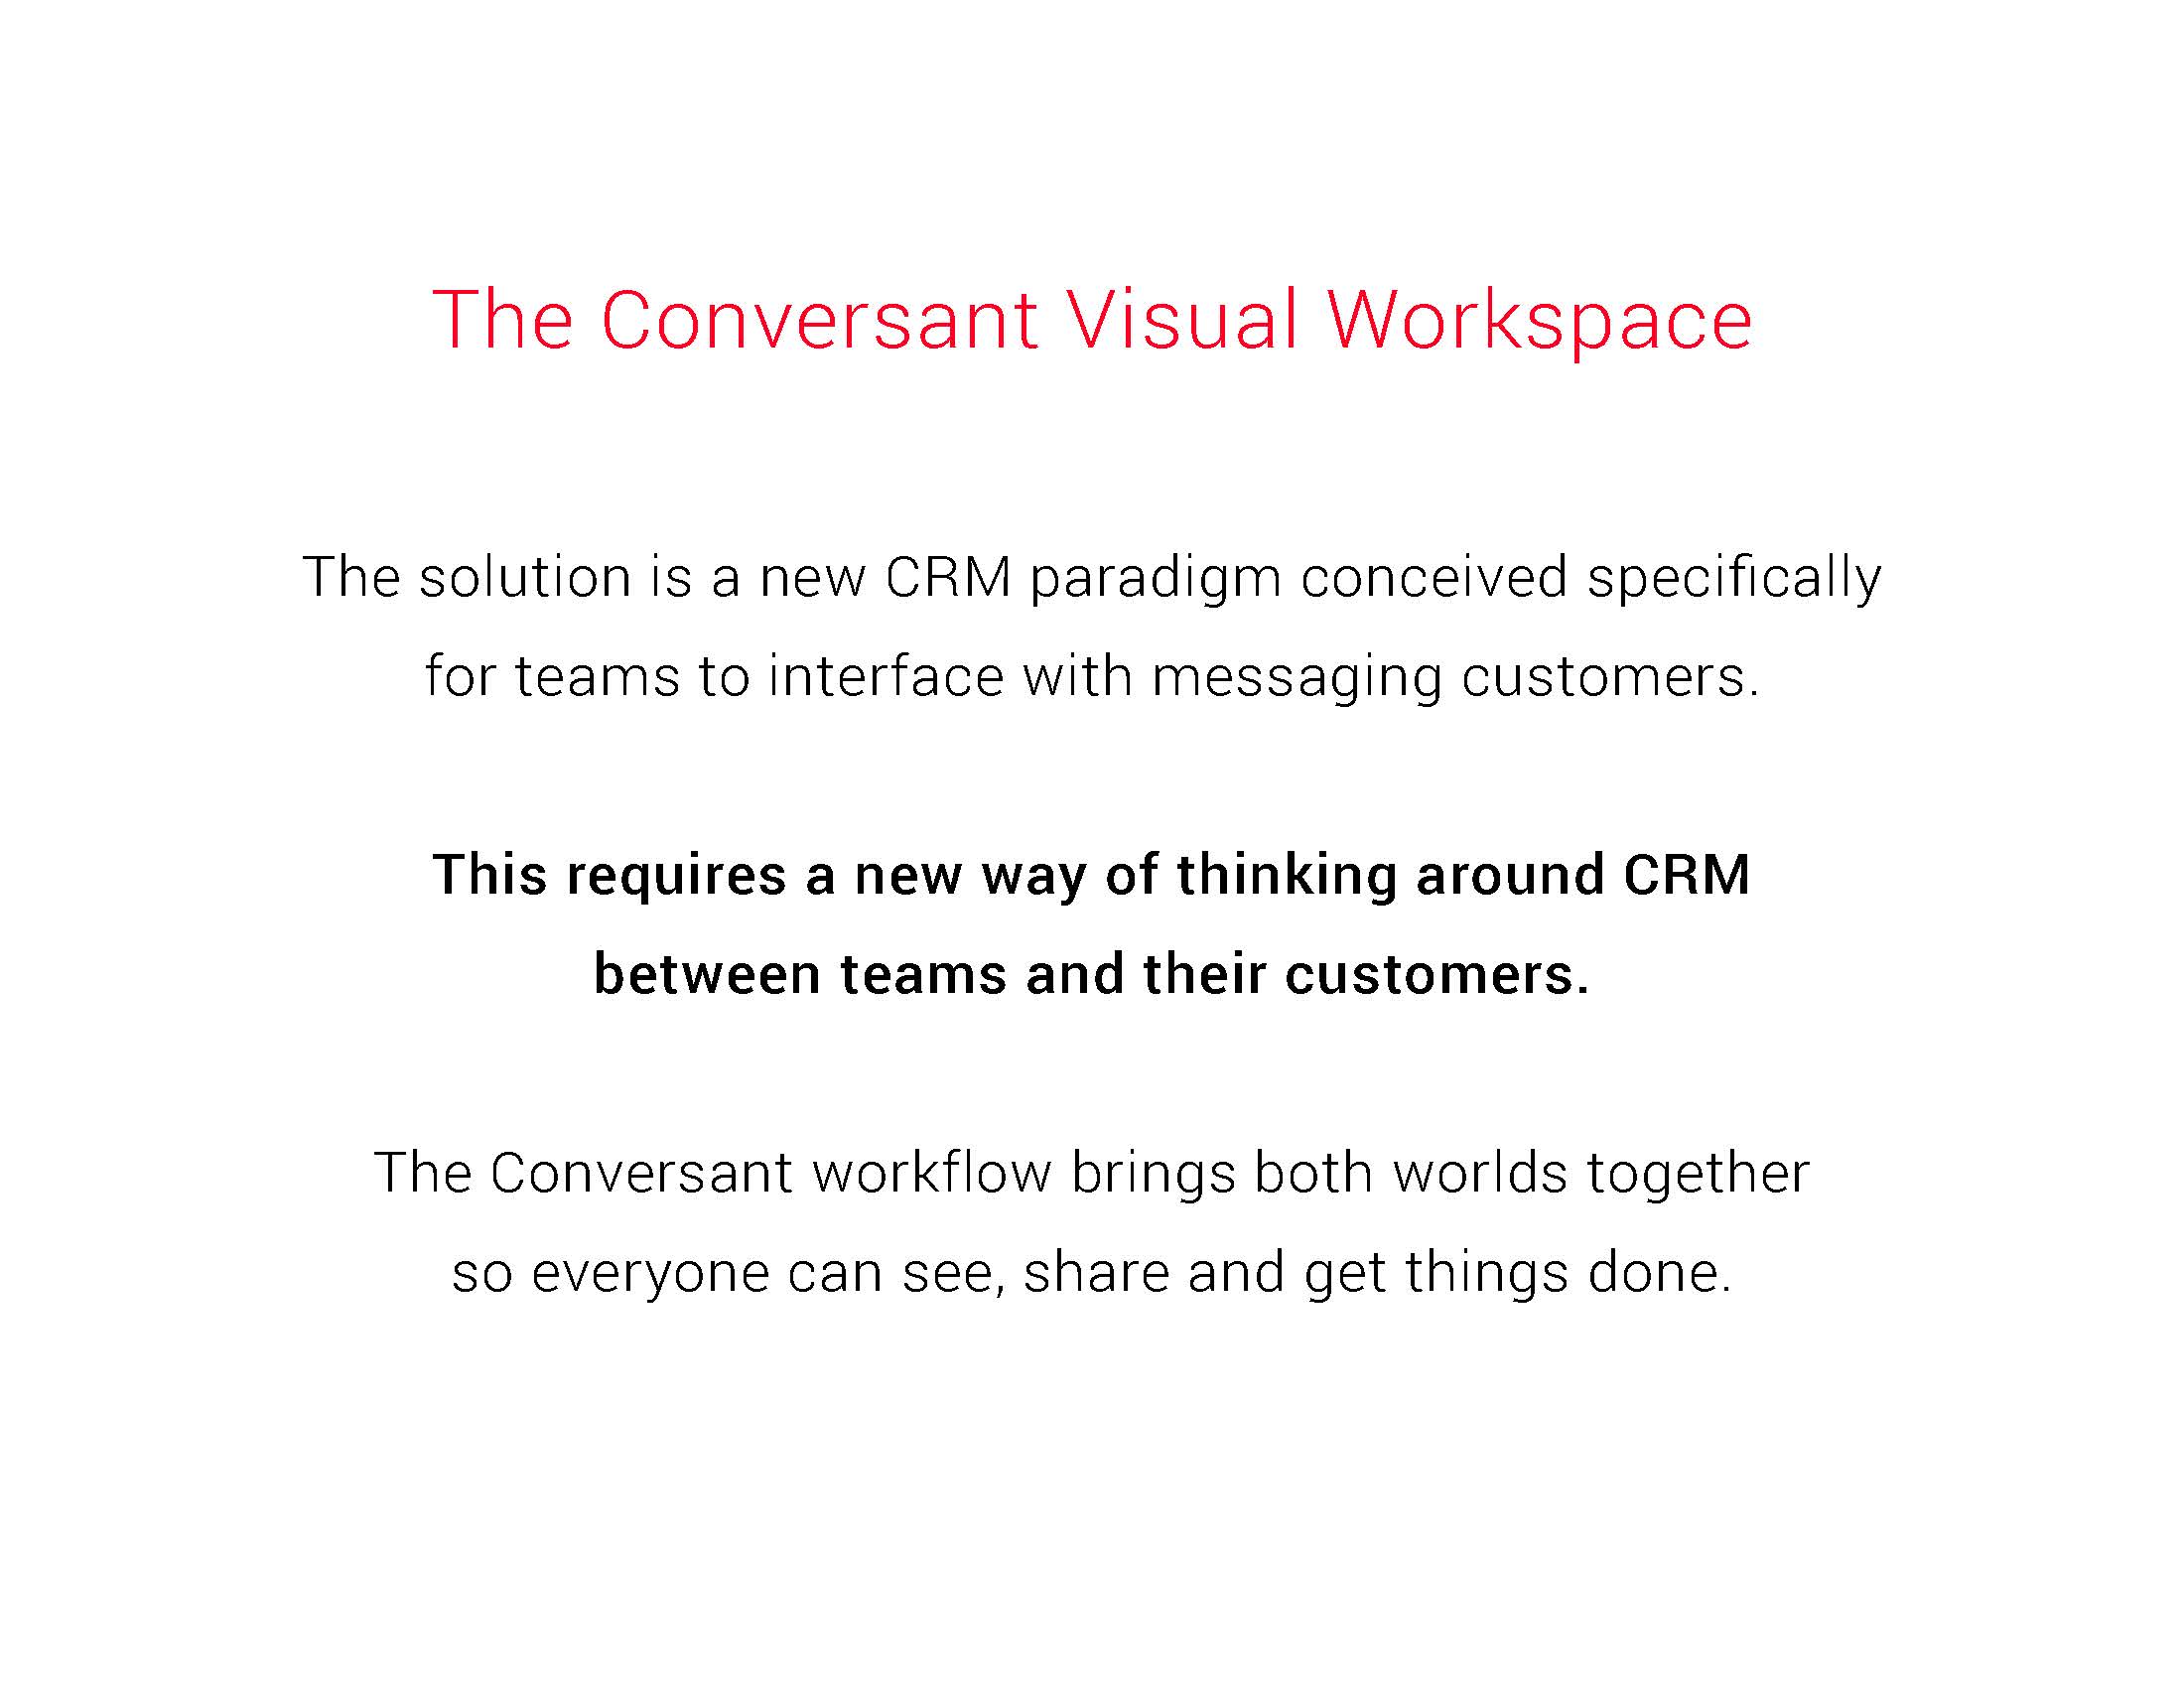 The Conversant Visual Workspace
The solution is a new CRM paradigm conceived specifically
for teams to interface with messaging customers.
This requires a new way of thinking around CRM
between teams and their customers.
The Conversant workflow brings both worlds together
so everyone can see, share and get things done.